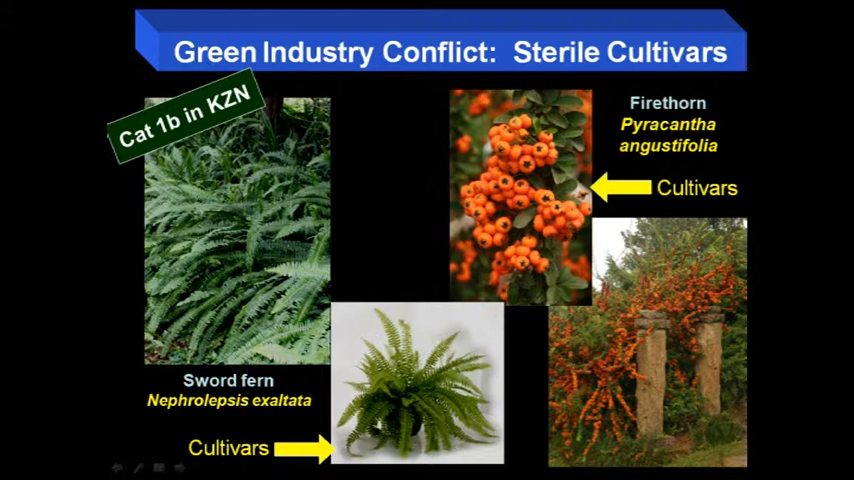 Green Industry Conflict: Sterile Cultivars
Cat 1b in KZN
Firethorn
Pyracantha
angustifolia
Cultivars
Sword fern
Nephrolepsis exaltata
Cultivars